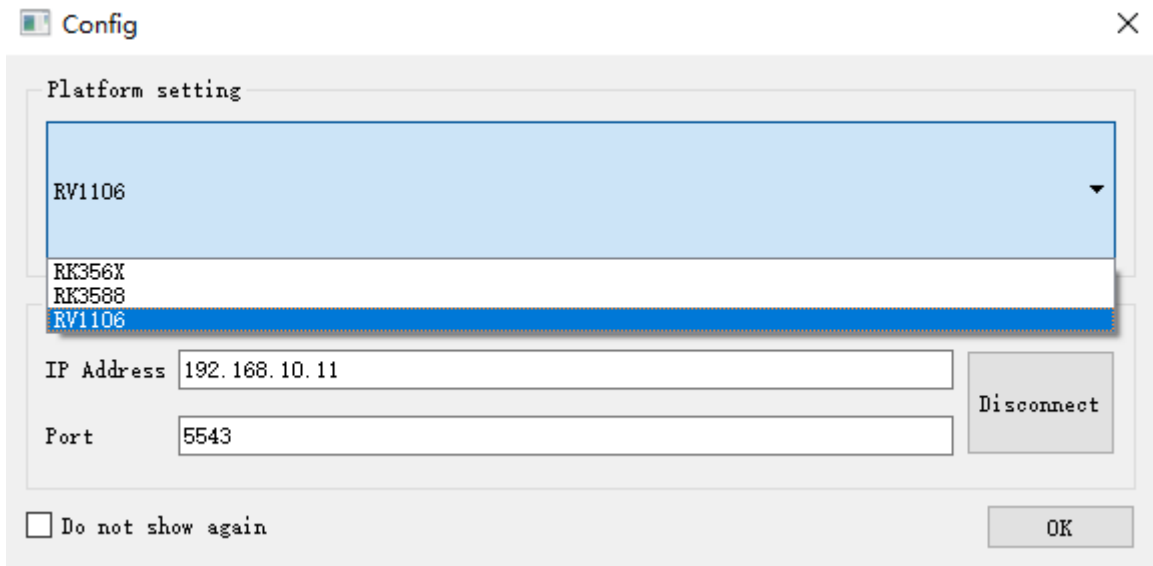 Config
Platform setting
RV1106
RK356X
RK3588
RV1106
IP Address 192.168.10.11
Disconnect
Port 5543
Do not show again
OK